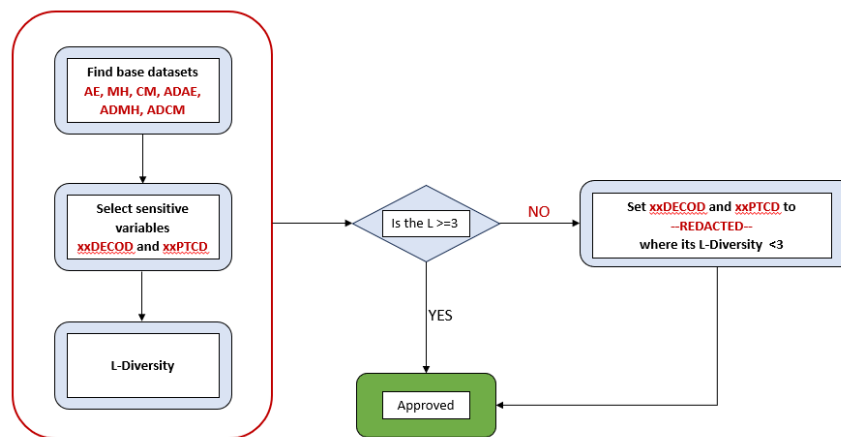 Find base datasets
AE, MH, CM, ADAE,
ADMH, ADCM
Select sensitive
variables
xxDECOD and xxPTCD
L-Diversity
Is the L >=3
NO
YES
Set xxDECOD and xxPTCD to
--REDACTED--
where its L-Diversity <3
Approved